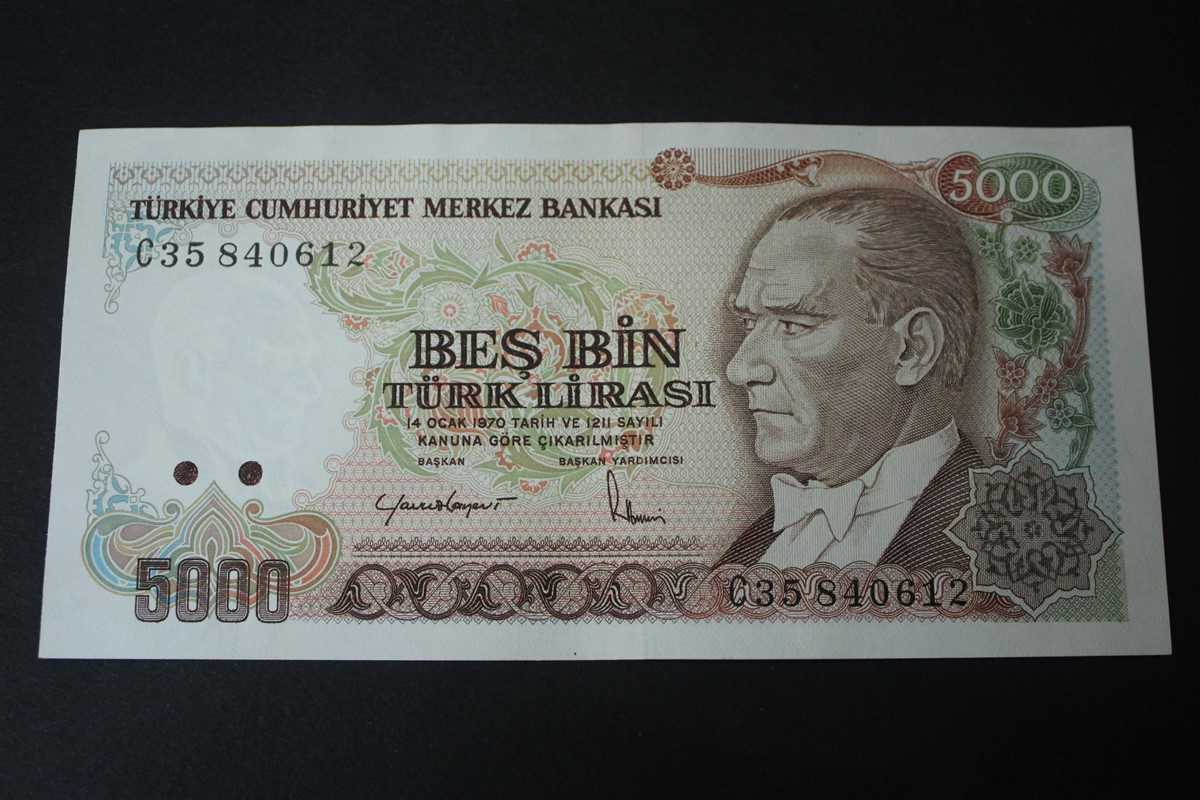 5000
TÜRKİYE CUMHURİYET MERKEZ BANKASI
C35 840612
BEŞ BİN
TÜRK LİRASI
14 OCAK 1970 TARİH VE 1211 SAYILI
KANUNA GÖRE ÇIKARILMIŞTIR
BAŞKAN BAŞKAN YARDIMCISI
5000
C35 840612